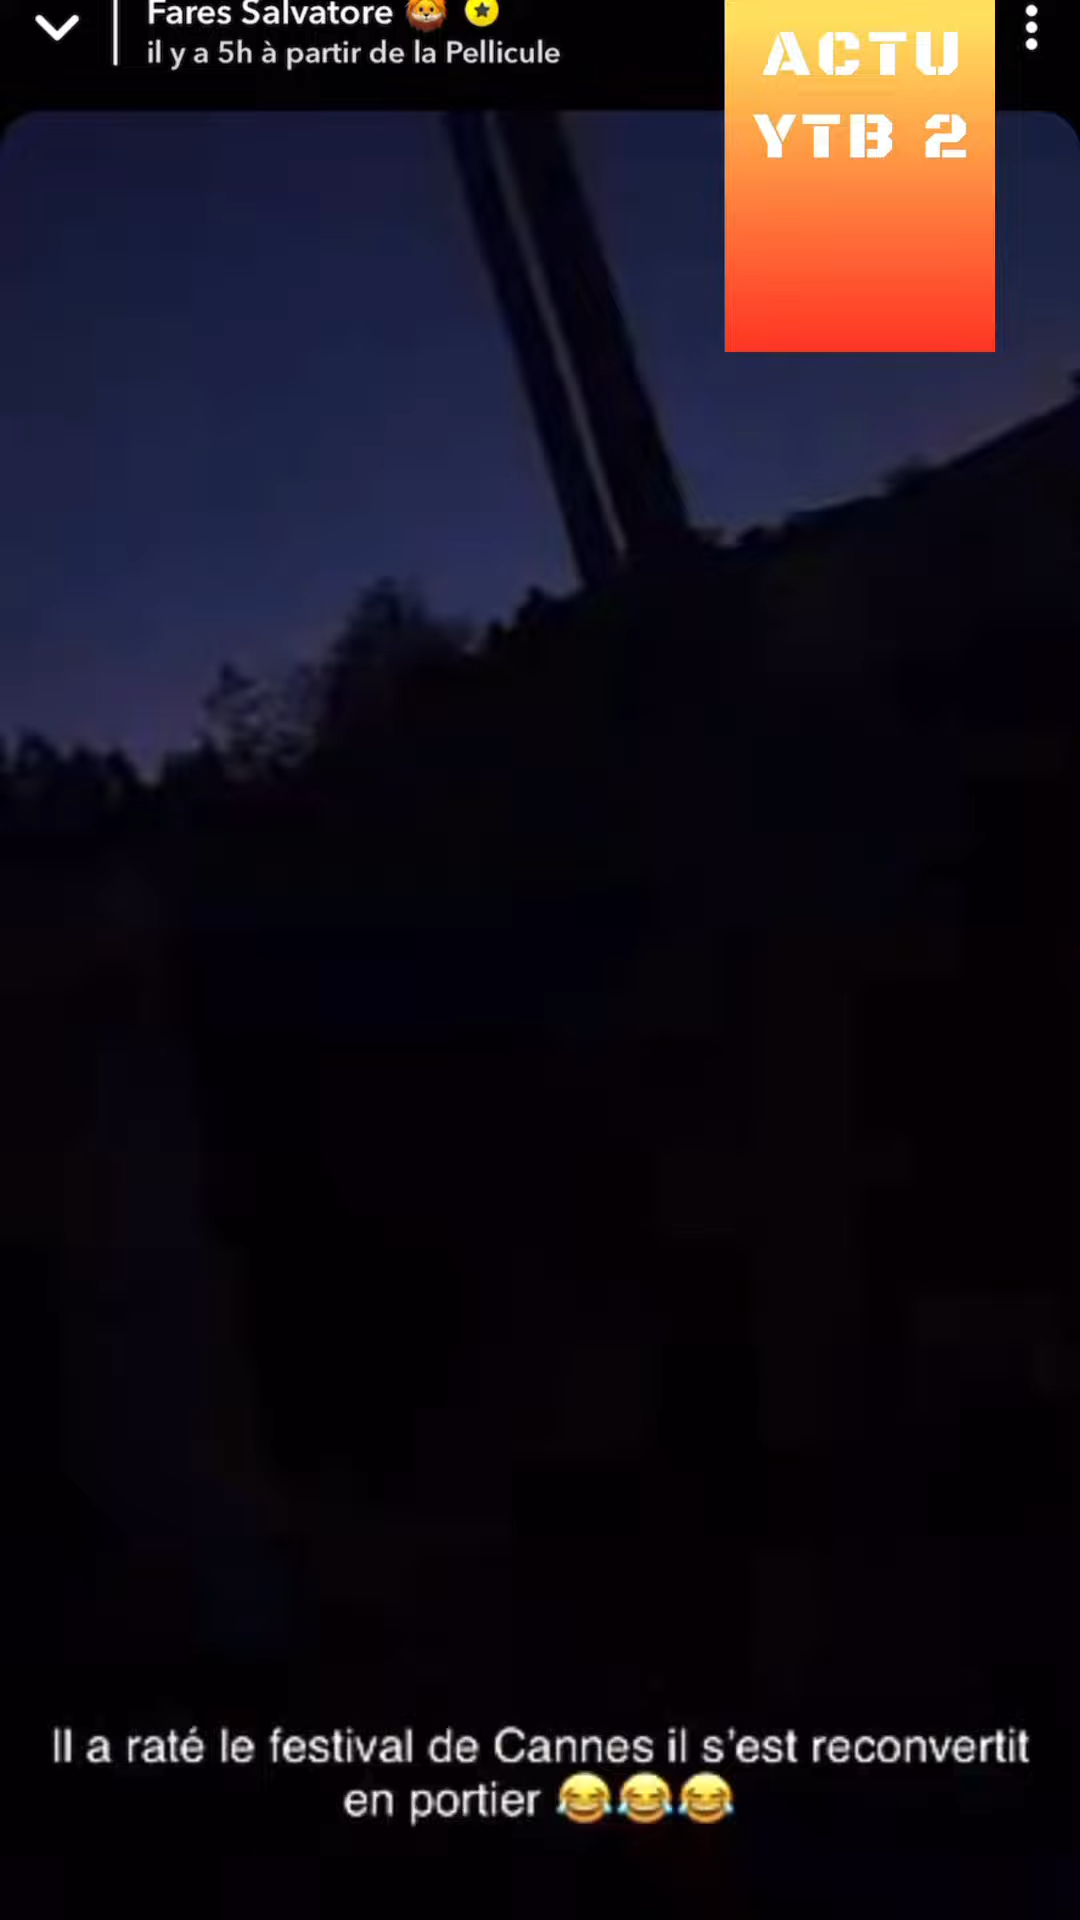 Fares Salvatore 🦁
il y a 5h à partir de la Pellicule
ACTU
YTB 2
Il a raté le festival de Cannes il s'est reconvertit
en portier 😂😂😂